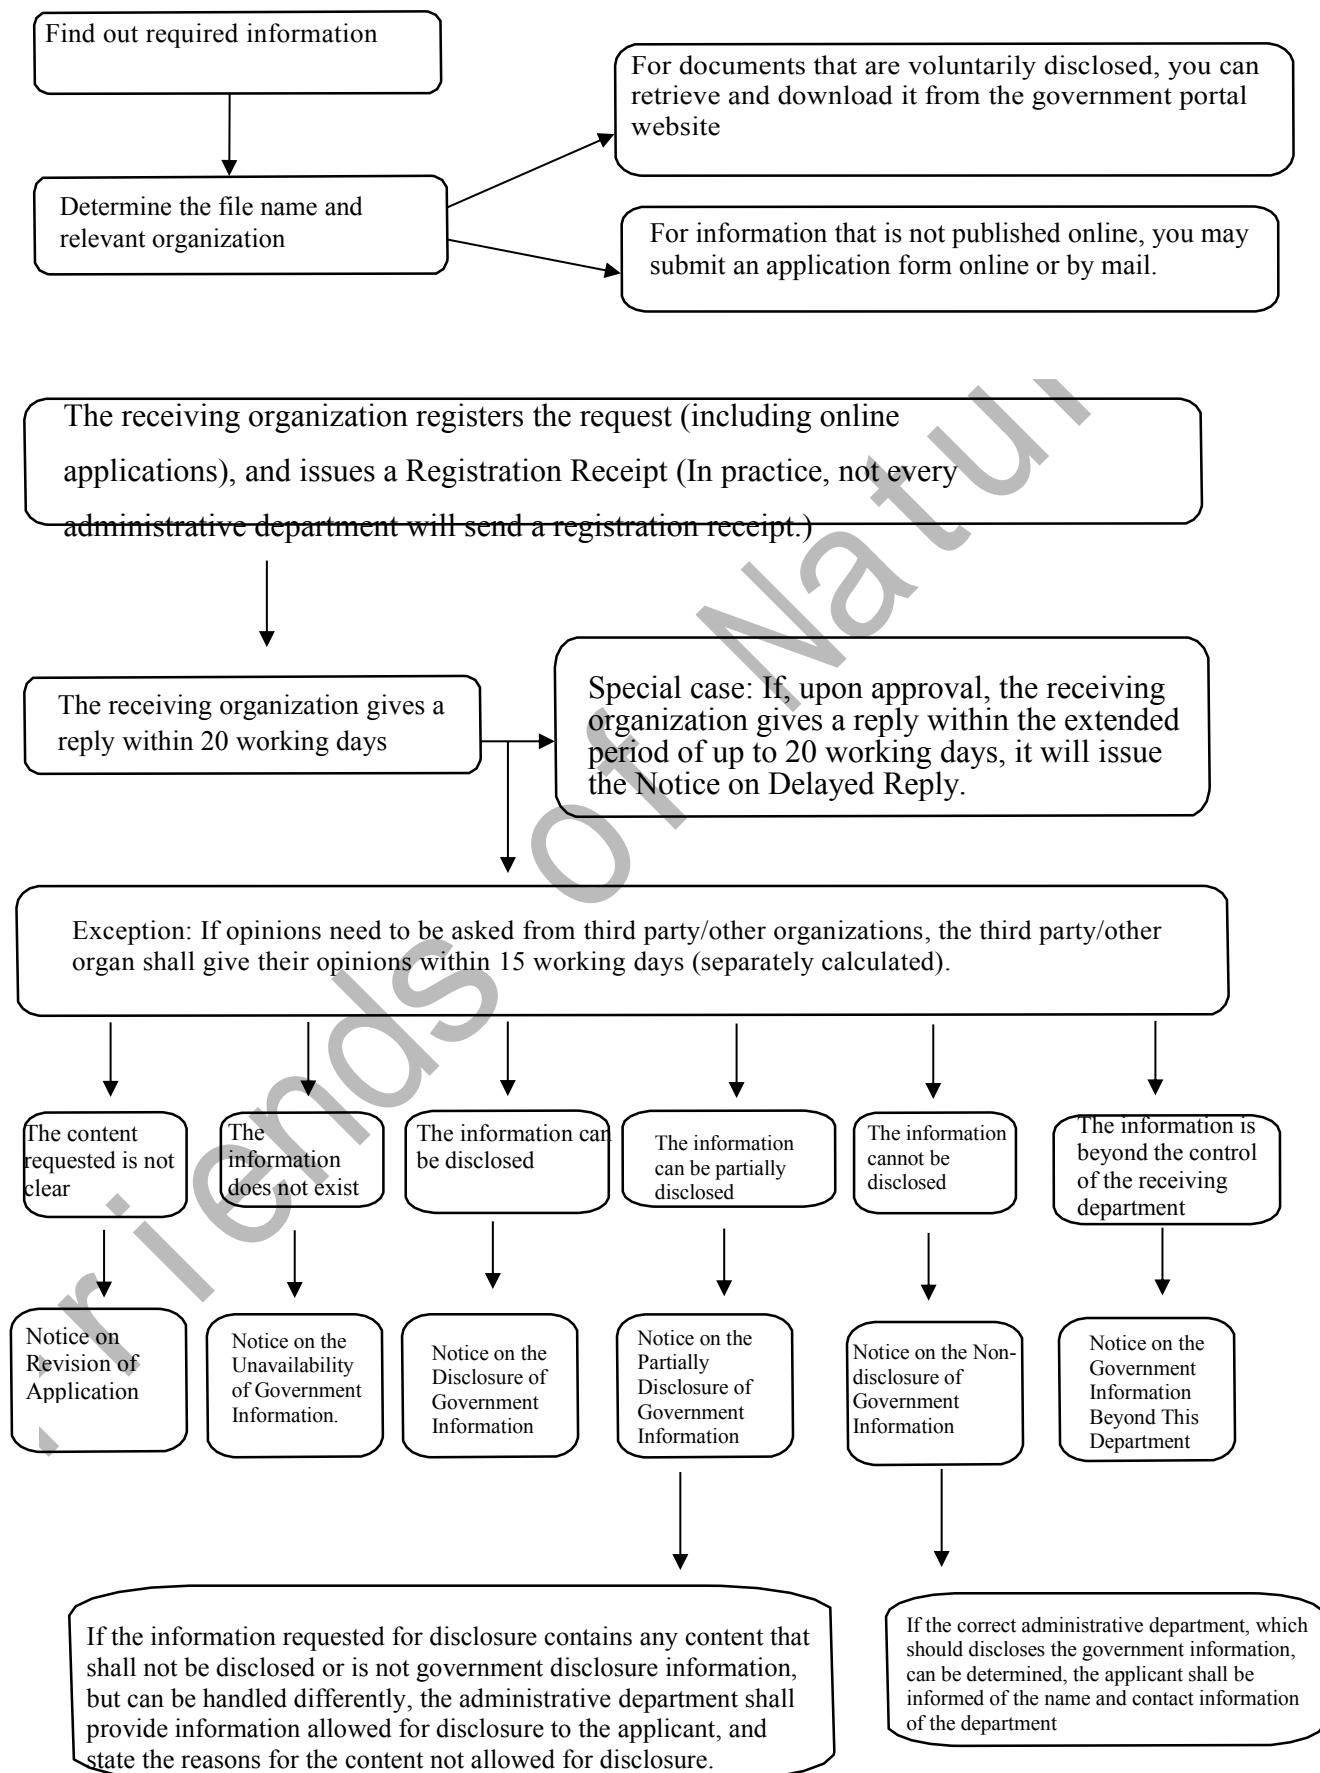 Find out required information
For documents that are voluntarily disclosed, you can
retrieve and download it from the government portal
website
Determine the file name and
relevant organization
For information that is not published online, you may
submit an application form online or by mail.
The receiving organization registers the request (including online
applications), and issues a Registration Receipt (In practice, not every
administrative department will send a registration receipt.)
The receiving organization gives a
reply within 20 working days
Special case: If, upon approval, the receiving
organization gives a reply within the extended
period of up to 20 working days, it will issue
the Notice on Delayed Reply.
Exception: If opinions need to be asked from third party/other organizations, the third party/other
organ shall give their opinions within 15 working days (separately calculated).
The content
requested is not
clear
The
information
does not exist
The information can
be disclosed
The information
can be partially
disclosed
The information
cannot be
disclosed
The information is
beyond the control
of the receiving
department
Notice on
Revision of
Application
Notice on the
Unavailability
of Government
Information.
Notice on the
Disclosure of
Government
Information
Notice on the
Partially
Disclosure of
Government
Information
Notice on the Non-
disclosure of
Government
Information
Notice on the
Government
Information
Beyond This
Department
If the information requested for disclosure contains any content that
shall not be disclosed or is not government disclosure information,
but can be handled differently, the administrative department shall
provide information allowed for disclosure to the applicant, and
state the reasons for the content not allowed for disclosure.
If the correct administrative department, which
should discloses the government information,
can be determined, the applicant shall be
informed of the name and contact information
of the department
riends of Natur